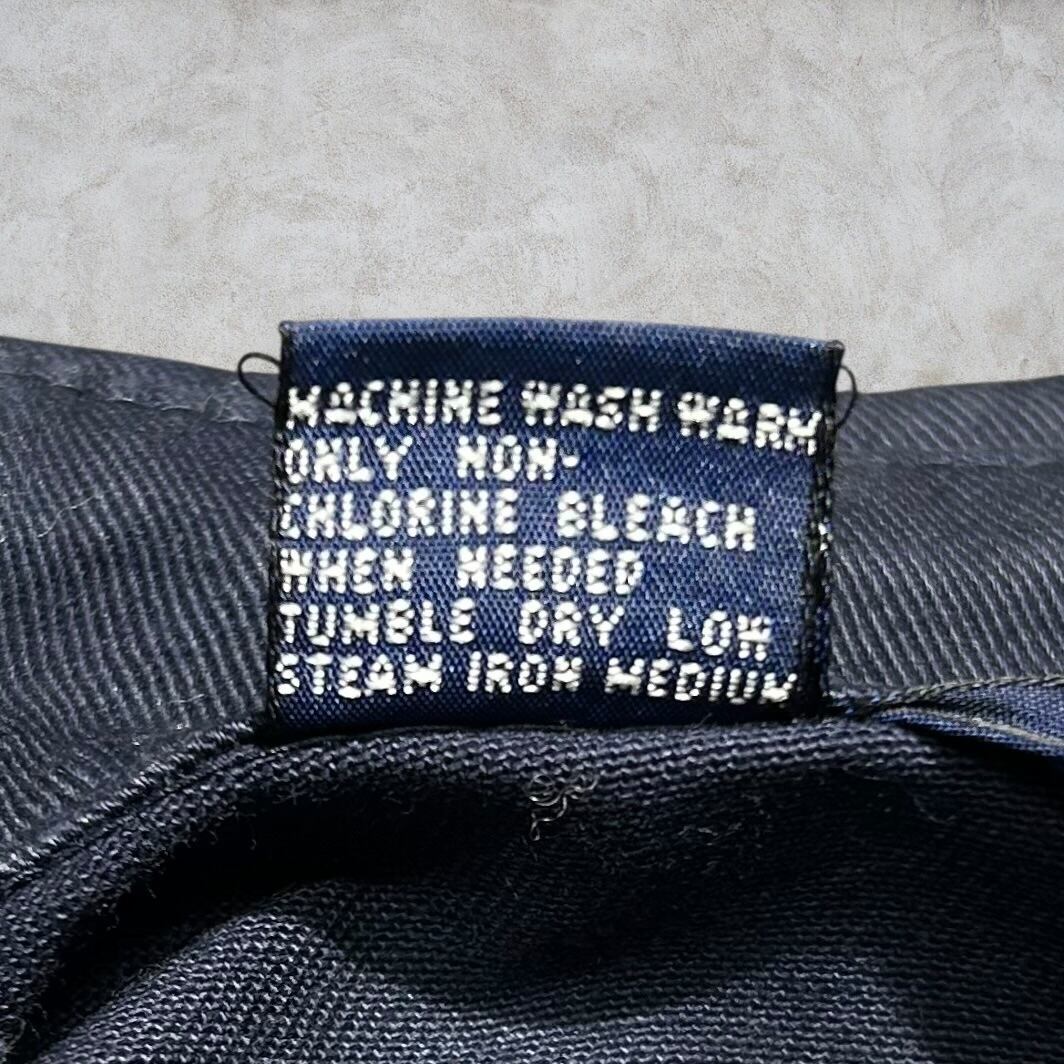 MACHINE WASH WARM
ONLY NON-
CHLORINE BLEACH
WHEN NEEDED
TUMBLE DRY LOW
STEAM IRON MEDIUM